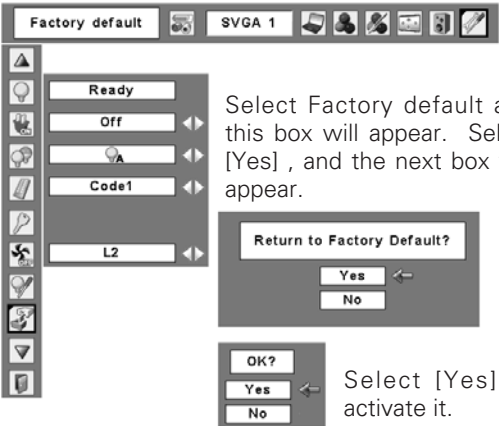 Factory default
SVGA 1
Ready
Off
A
Code1
L2
Select Factory default
this box will appear. 
[Yes] , and the next box
appear.
Return to Factory Default?
Yes
No
OK?
Yes
No
Select [Yes]
activate it.